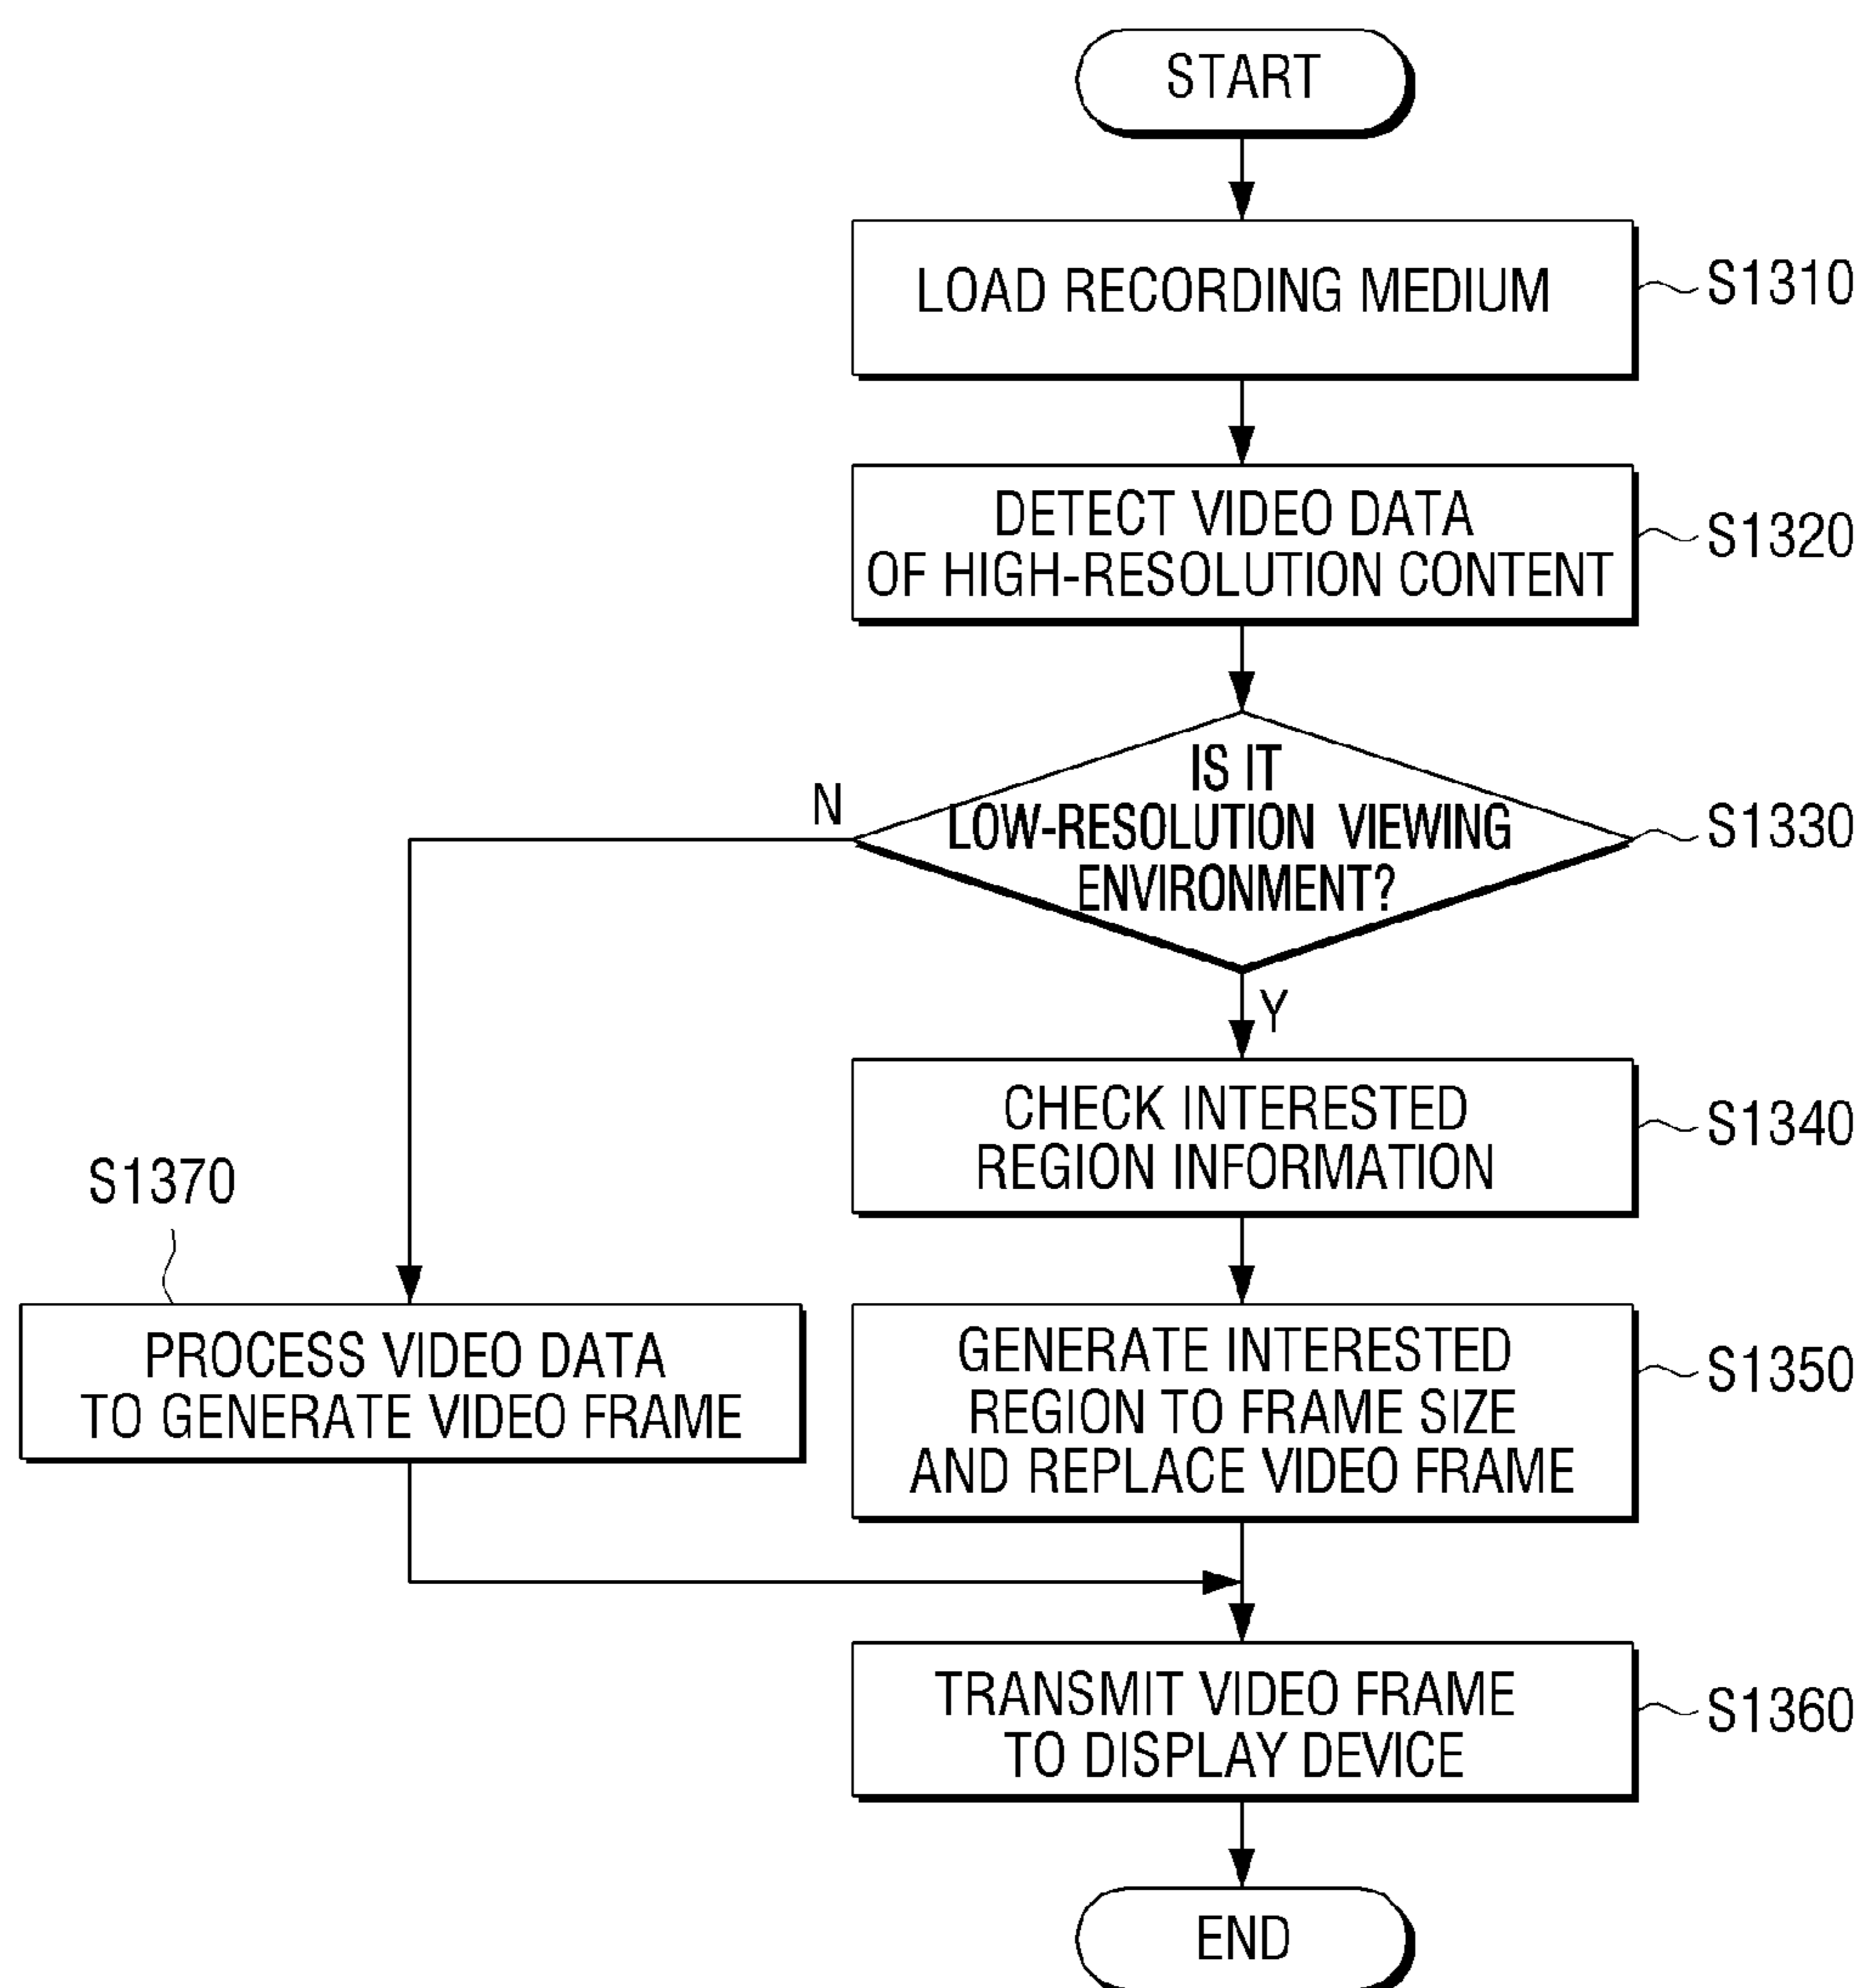 START
LOAD RECORDING MEDIUM
S1310
DETECT VIDEO DATA
OF HIGH-RESOLUTION CONTENT
S1320
IS IT
LOW-RESOLUTION VIEWING
ENVIRONMENT?
S1330
N
Y
CHECK INTERESTED
REGION INFORMATION
S1340
S1370
PROCESS VIDEO DATA
TO GENERATE VIDEO FRAME
GENERATE INTERESTED
REGION TO FRAME SIZE
AND REPLACE VIDEO FRAME
S1350
TRANSMIT VIDEO FRAME
TO DISPLAY DEVICE
S1360
END